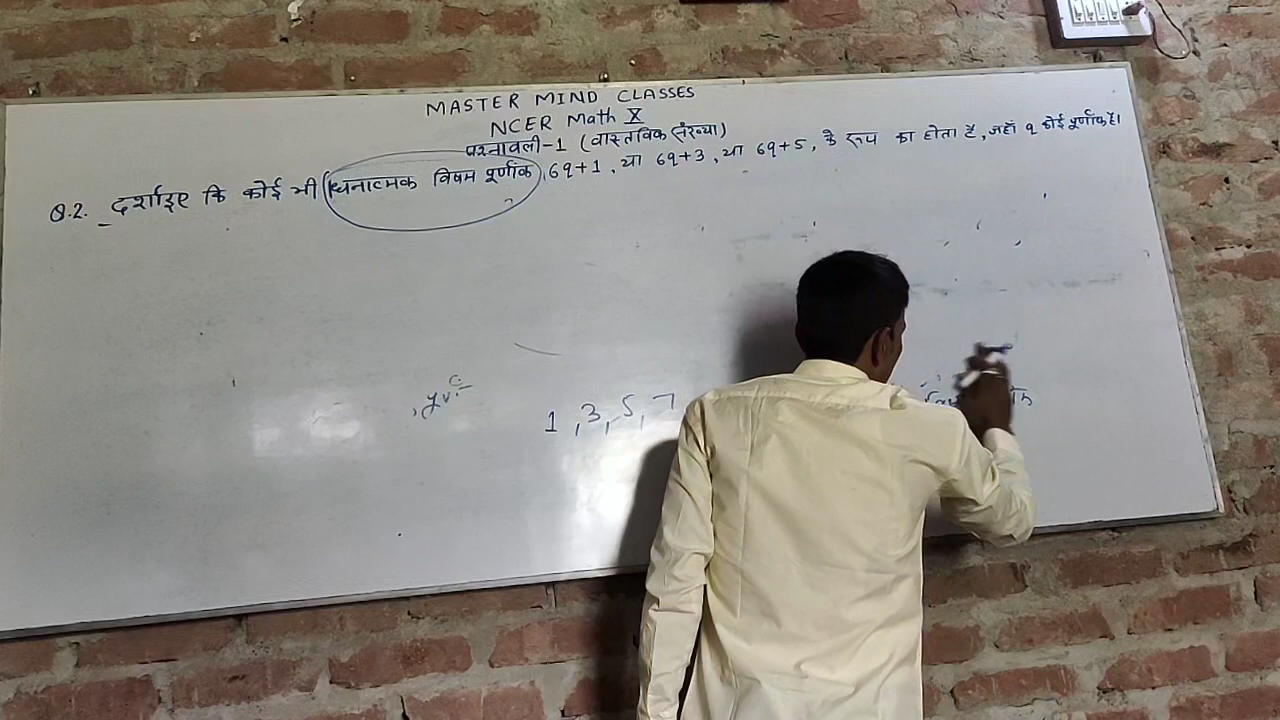 MASTER MIND CLASSES
NCER Math X
प्रश्नावली-1 (वास्तविक संख्या)
Q.2. दर्शाइए कि कोई भी (धनात्मक विषम पूर्णांक) 6q+1, या 6q+3, या 6q+5, के रूप का होता है, जहाँ q कोई पूर्णांक है।
1, 3, 5, 7